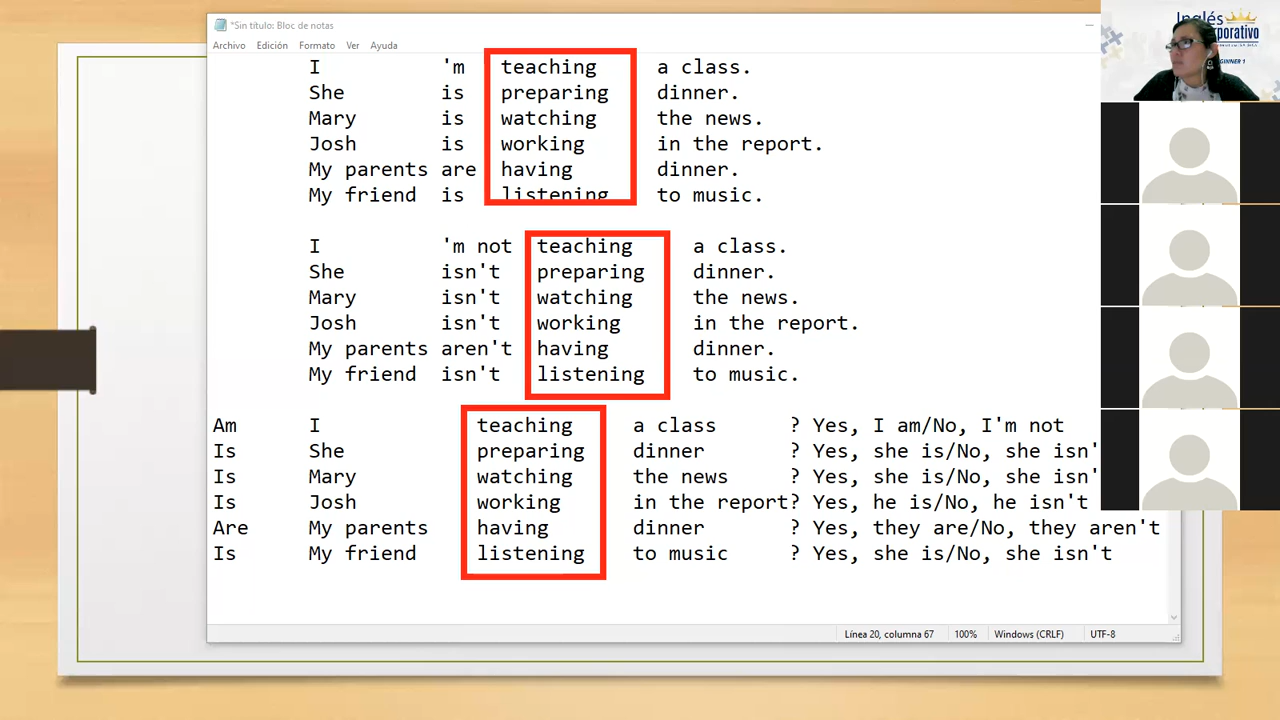 *Sin título: Bloc de notas
Archivo Edición Formato Ver Ayuda
I 'm teaching a class.
She is preparing dinner.
Mary is watching the news.
Josh is working in the report.
My parents are having dinner.
My friend is listening to music.
I 'm not teaching a class.
She isn't preparing dinner.
Mary isn't watching the news.
Josh isn't working in the report.
My parents aren't having dinner.
My friend isn't listening to music.
Am I teaching a class ? Yes, I am/No, I'm not
Is She preparing dinner ? Yes, she is/No, she isn'
Is Mary watching the news ? Yes, she is/No, she isn'
Is Josh working in the report? Yes, he is/No, he isn't
Are My parents having dinner ? Yes, they are/No, they aren't
Is My friend listening to music ? Yes, she is/No, she isn't
Línea 20, columna 67 100% Windows (CRLF) UTF-8
Inglés
porativo
GINNER 1